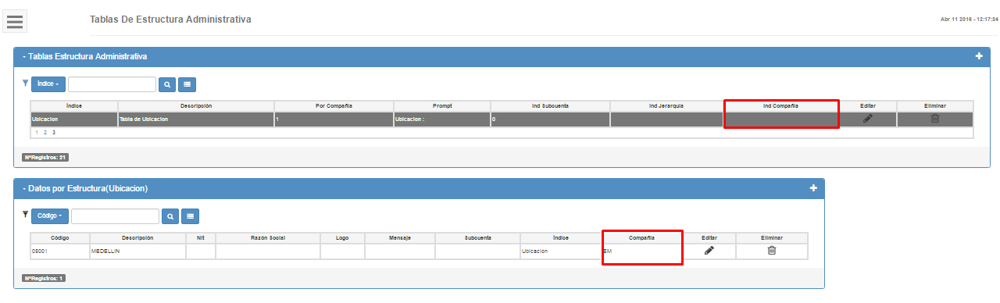 Tablas De Estructura Administrativa
Abr 11 2016 - 12:17:34
- Tablas Estructura Administrativa
Índice
Índice Descripción Por Compañía Prompt Ind Subcuenta Ind Jerarquía Ind Compañía Editar Eliminar
Ubicacion Tabla de Ubicacion 1 Ubicacion : 0
1 2 3
NºRegistros: 21
- Datos por Estructura(Ubicacion)
Código
Código Descripción Nit Razón Social Logo Mensaje Subcuenta Índice Compañía Editar Eliminar
05001 MEDELLIN Ubicacion EM
NºRegistros: 1